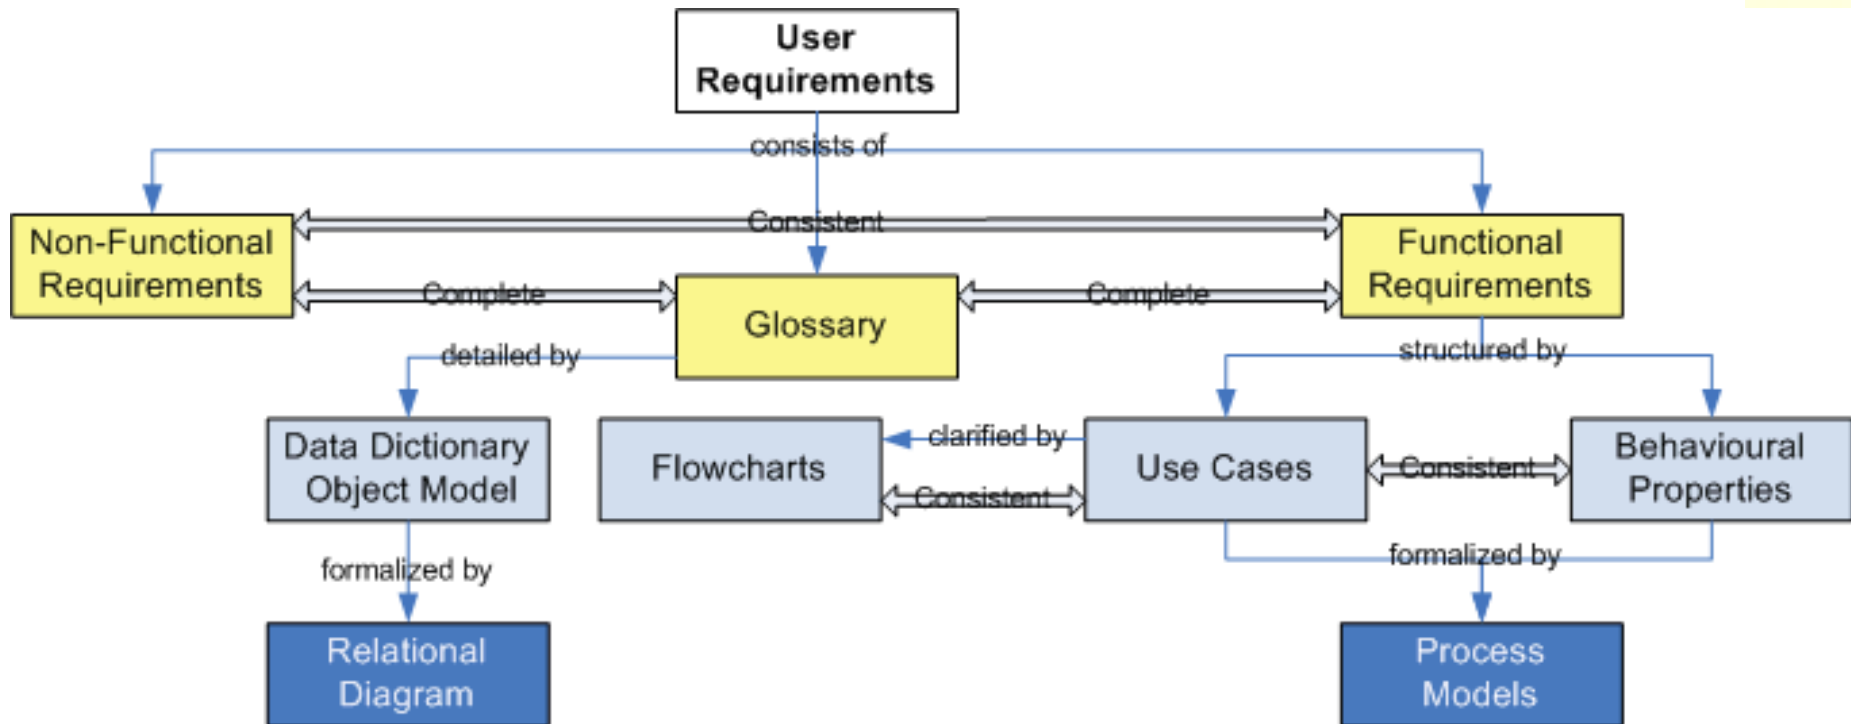 User
Requirements
consists of
Consistent
Non-Functional
Requirements
Functional
Requirements
Complete
Complete
Glossary
detailed by
structured by
Data Dictionary
Object Model
Flowcharts
clarified by
Consistent
Use Cases
Consistent
Behavioural
Properties
formalized by
formalized by
Relational
Diagram
Process
Models